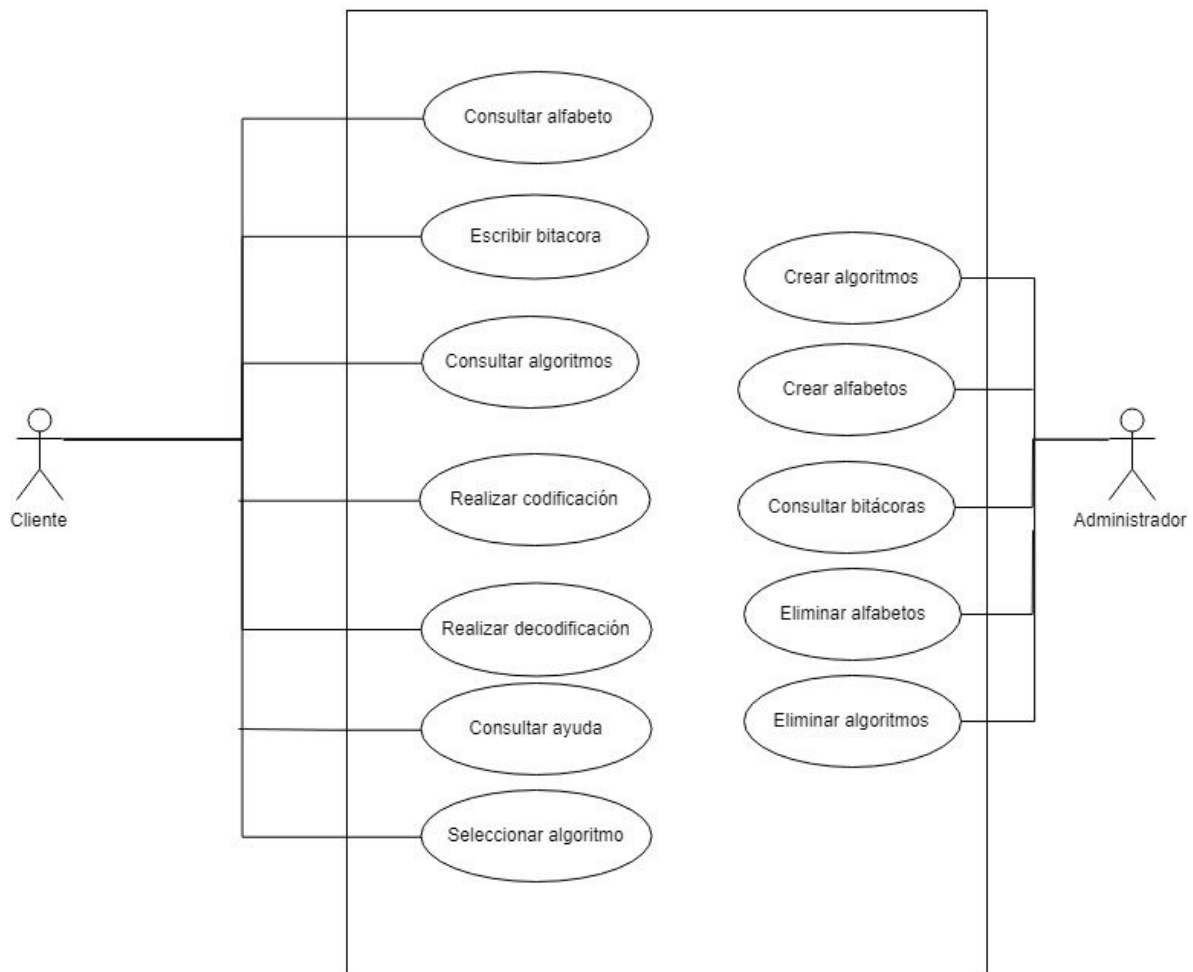 Consultar alfabeto
Escribir bitacora
Crear algoritmos
Consultar algoritmos
Crear alfabetos
Realizar codificación
Consultar bitácoras
Cliente
Administrador
Eliminar alfabetos
Realizar decodificación
Eliminar algoritmos
Consultar ayuda
Seleccionar algoritmo